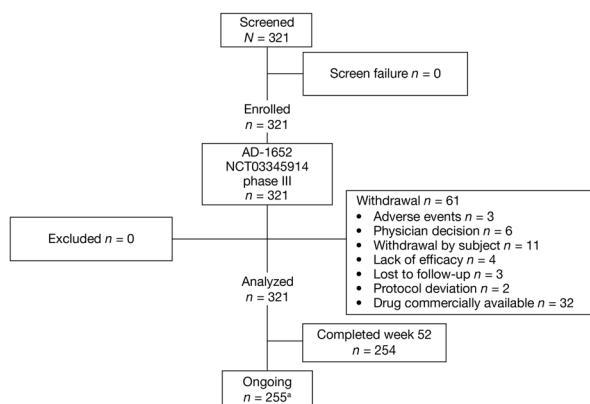 Screened
N = 321
Screen failure n = 0
Enrolled
n = 321
AD-1652
NCT03345914
phase III
n = 321
Withdrawal n = 61
• Adverse events n = 3
• Physician decision n = 6
• Withdrawal by subject n = 11
• Lack of efficacy n = 4
• Lost to follow-up n = 3
• Protocol deviation n = 2
• Drug commercially available n = 32
Excluded n = 0
Analyzed
n = 321
Completed week 52
n = 254
Ongoing
n = 255ª